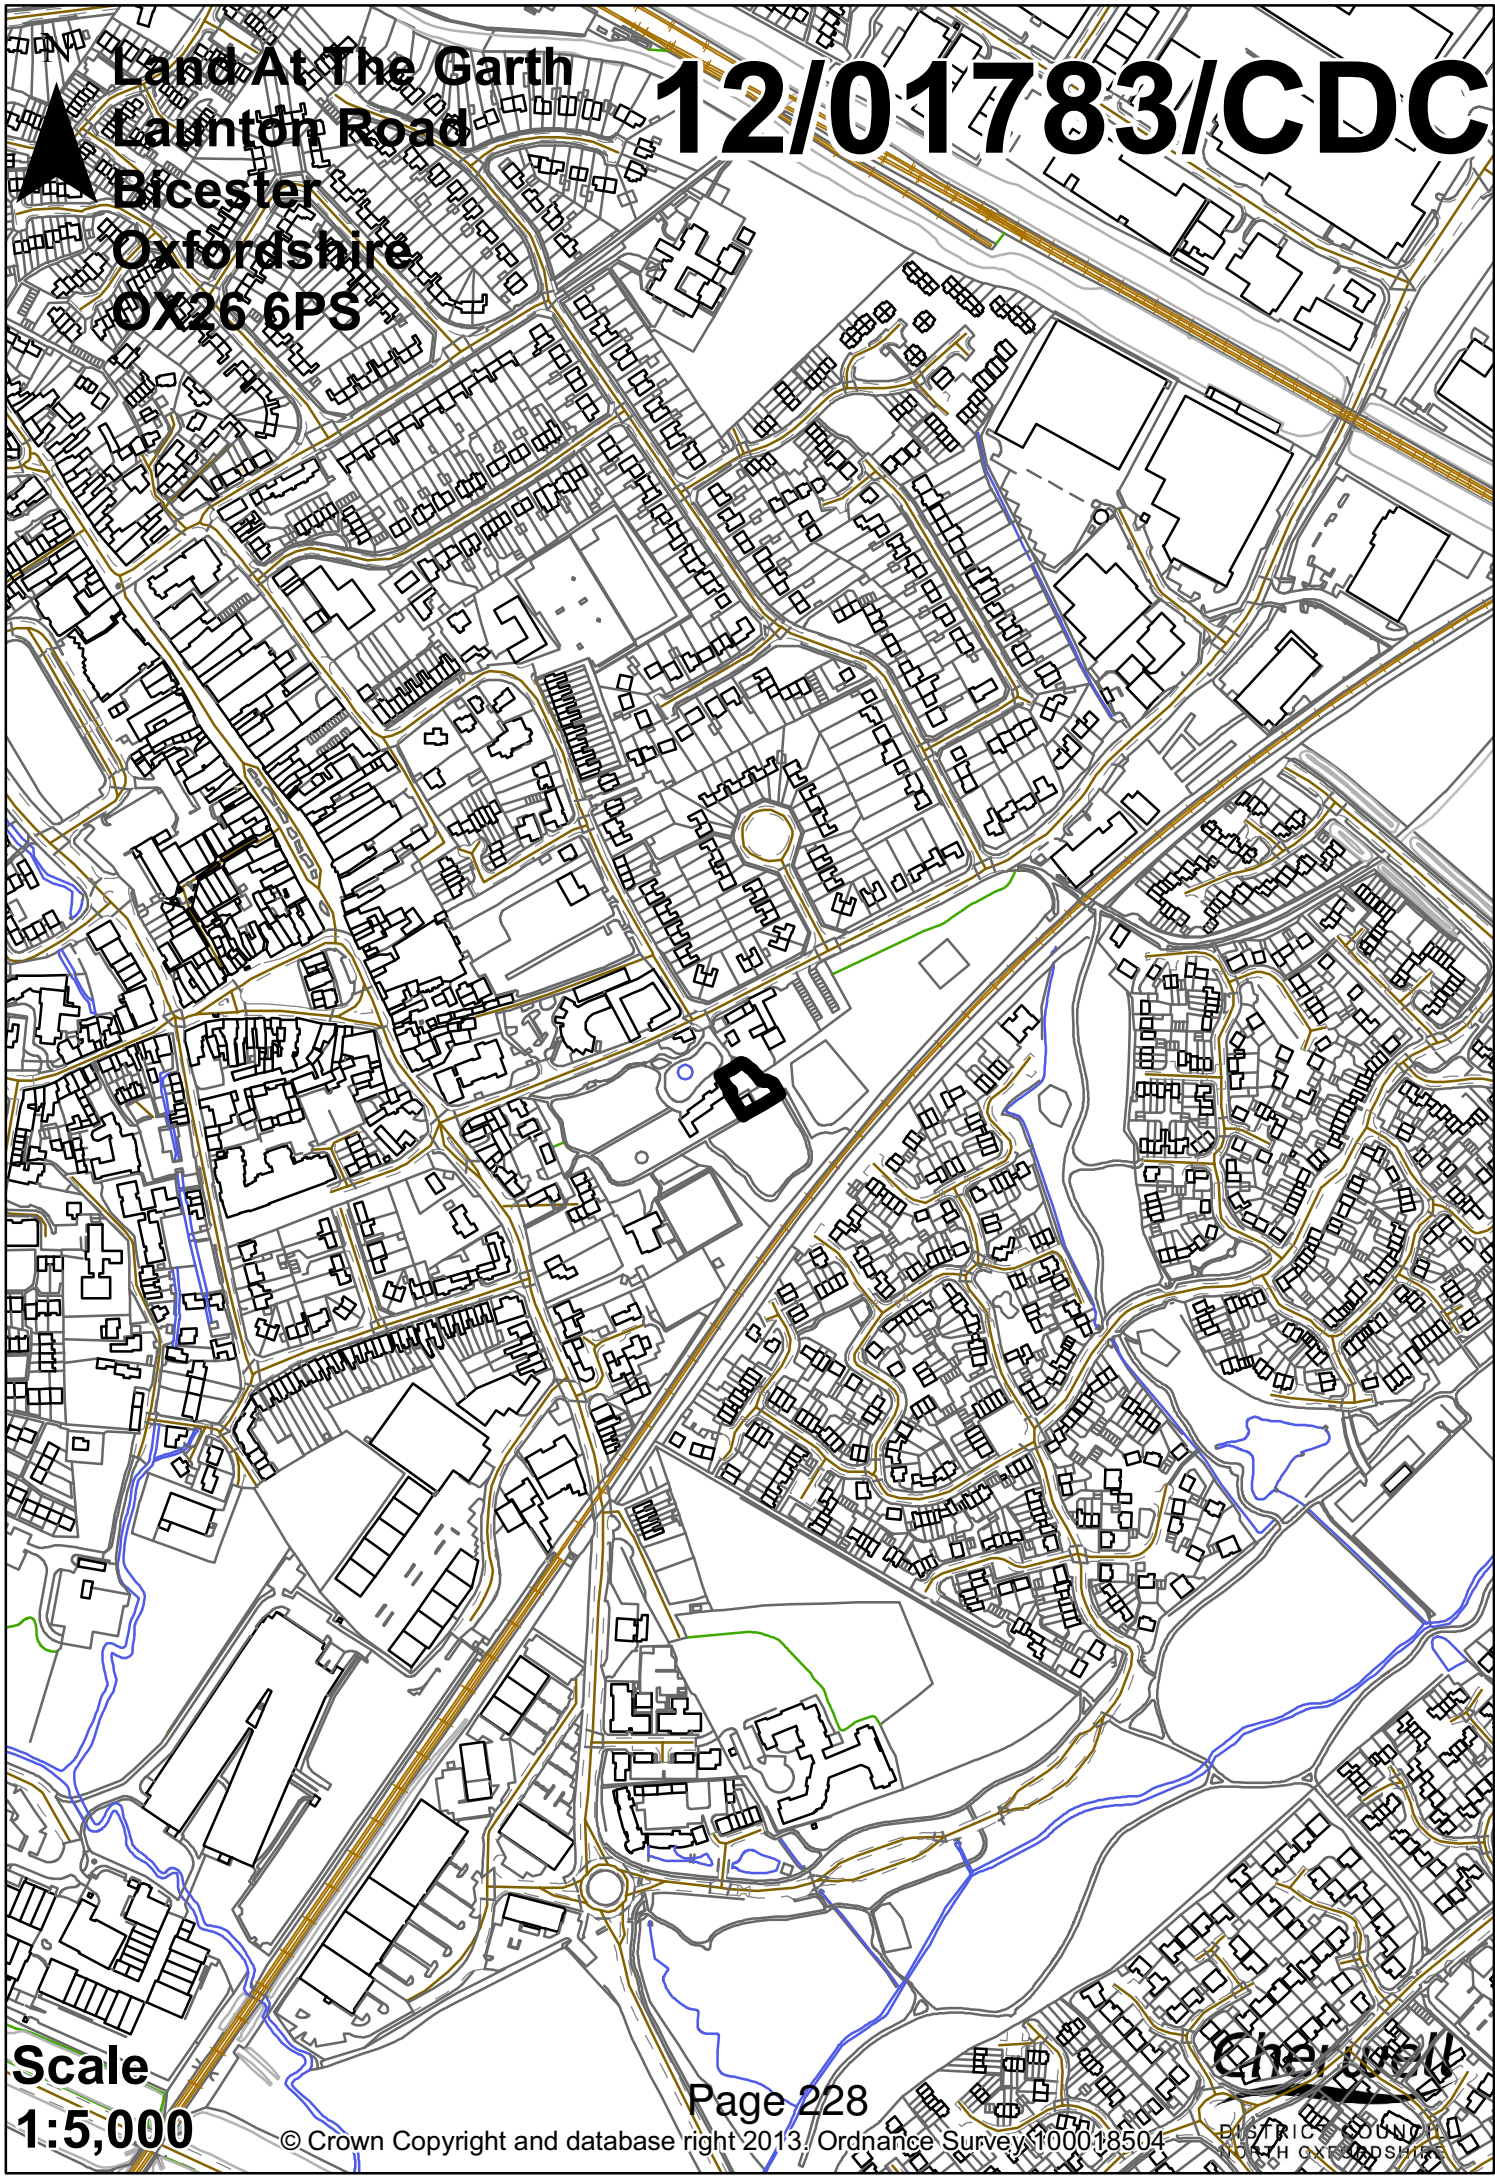 N
Land At The Garth
Launton Road
Bicester
Oxfordshire
OX26 6PS
12/01783/CDC
Scale
1:5,000
Page 228
© Crown Copyright and database right 2013. Ordnance Survey 100018504
Cherwell
DISTRICT COUNCIL
NORTH OXFORDSHIRE